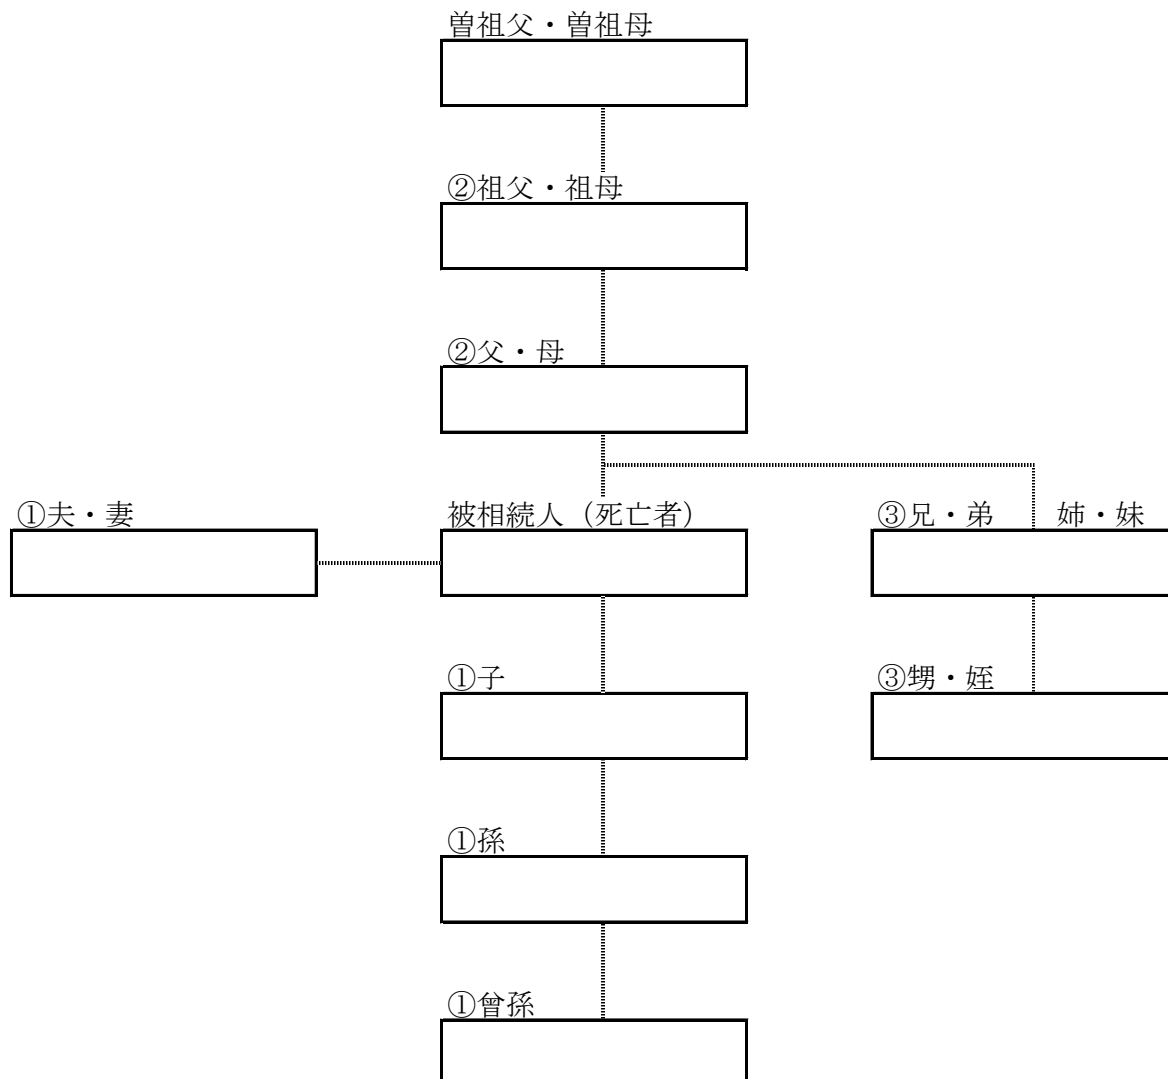 曽祖父・曽祖母
②祖父・祖母
②父・母
①夫・妻
被相続人（死亡者）
③兄・弟　　姉・妹
①子
③甥・姪
①孫
①曾孫